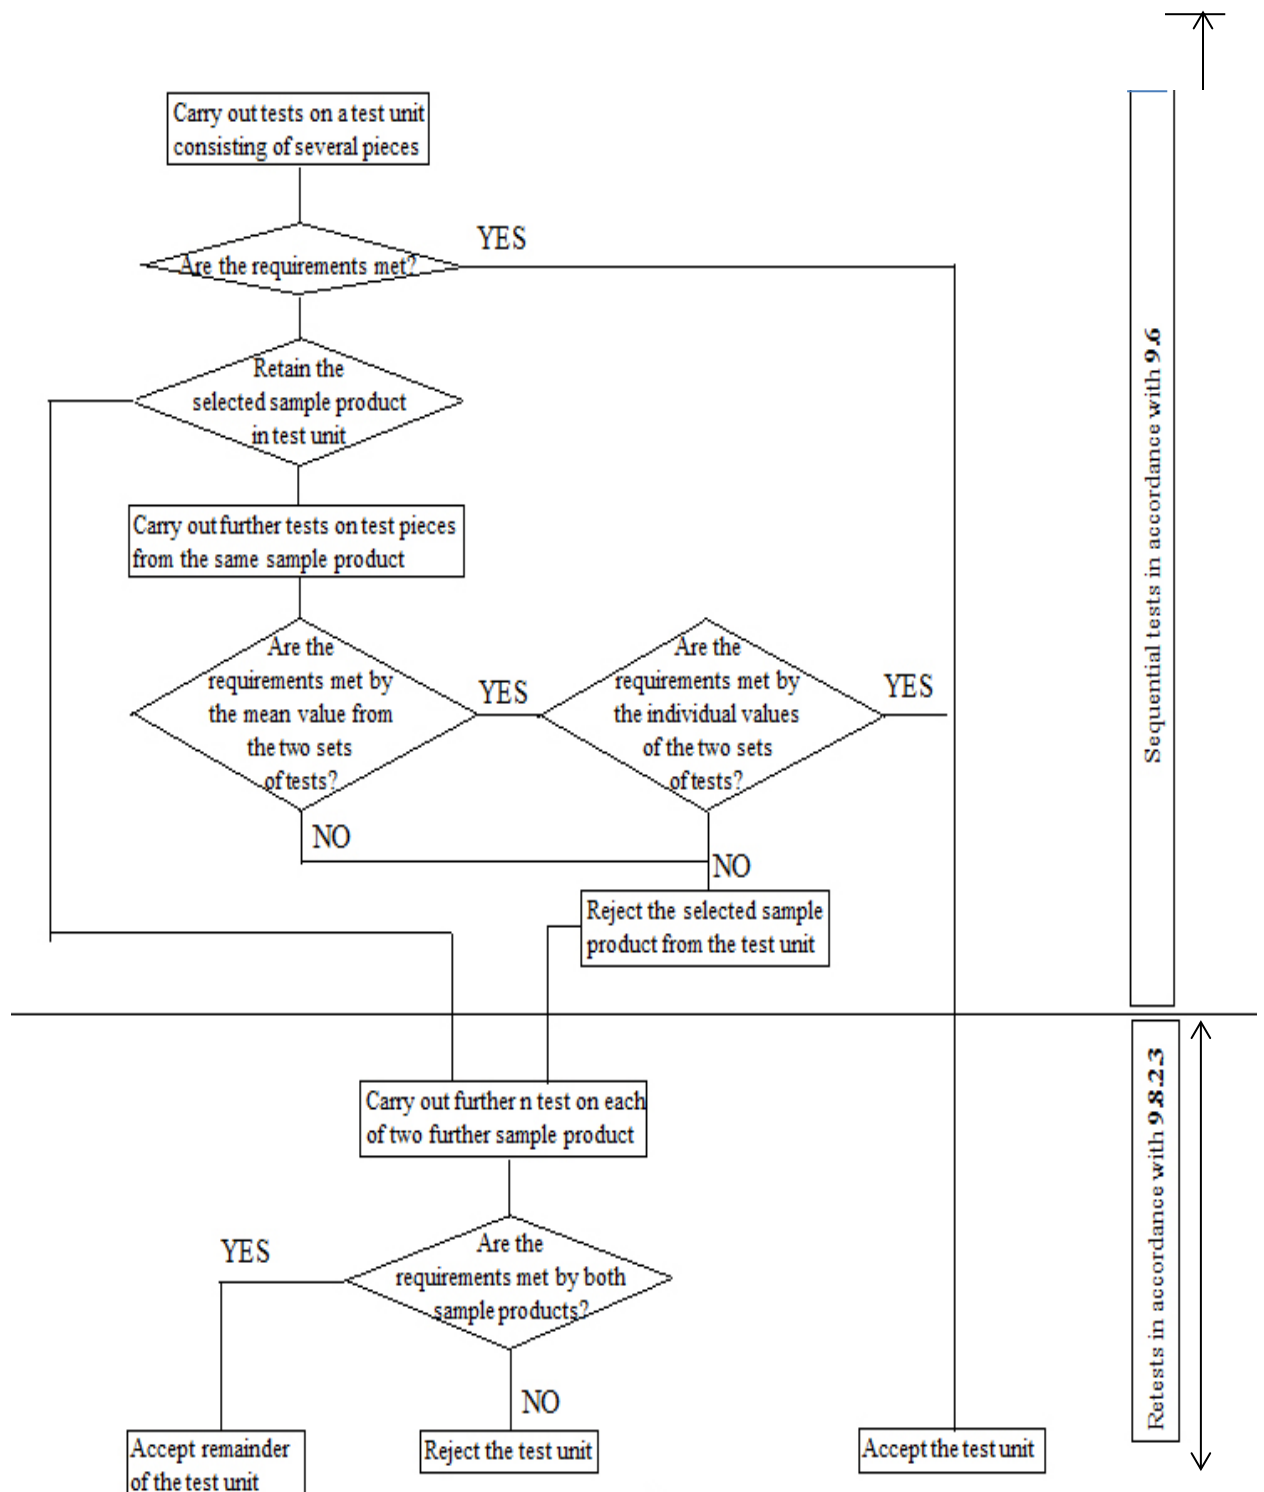 Carry out tests on a test unit
consisting of several pieces
YES
Are the requirements met?
Retain the
selected sample product
in test unit
Carry out further tests on test pieces
from the same sample product
Are the
requirements met by
the mean value from
the two sets
of tests?
YES
Are the
requirements met by
the individual values
of the two sets
of tests?
YES
NO
NO
Reject the selected sample
product from the test unit
Sequential tests in accordance with 9.6
Carry out further n test on each
of two further sample product
YES
Are the
requirements met by both
sample products?
NO
Accept remainder
of the test unit
Reject the test unit
Accept the test unit
Retests in accordance with 9.8.2.3